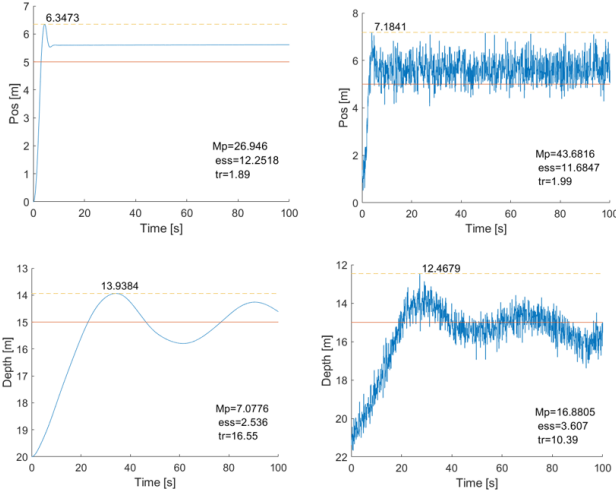 7
6.3473
6
5
4
3
2
1
0
Pos [m]
Mp=26.946
ess=12.2518
tr=1.89
0 20 40 60 80 100
Time [s]
8
7.1841
6
4
2
0
Pos [m]
Mp=43.6816
ess=11.6847
tr=1.99
0 20 40 60 80 100
Time [s]
13
13.9384
14
15
16
17
18
19
20
Depth [m]
Mp=7.0776
ess=2.536
tr=16.55
0 20 40 60 80 100
Time [s]
12
12.4679
14
16
18
20
22
Depth [m]
Mp=16.8805
ess=3.607
tr=10.39
0 20 40 60 80 100
Time [s]